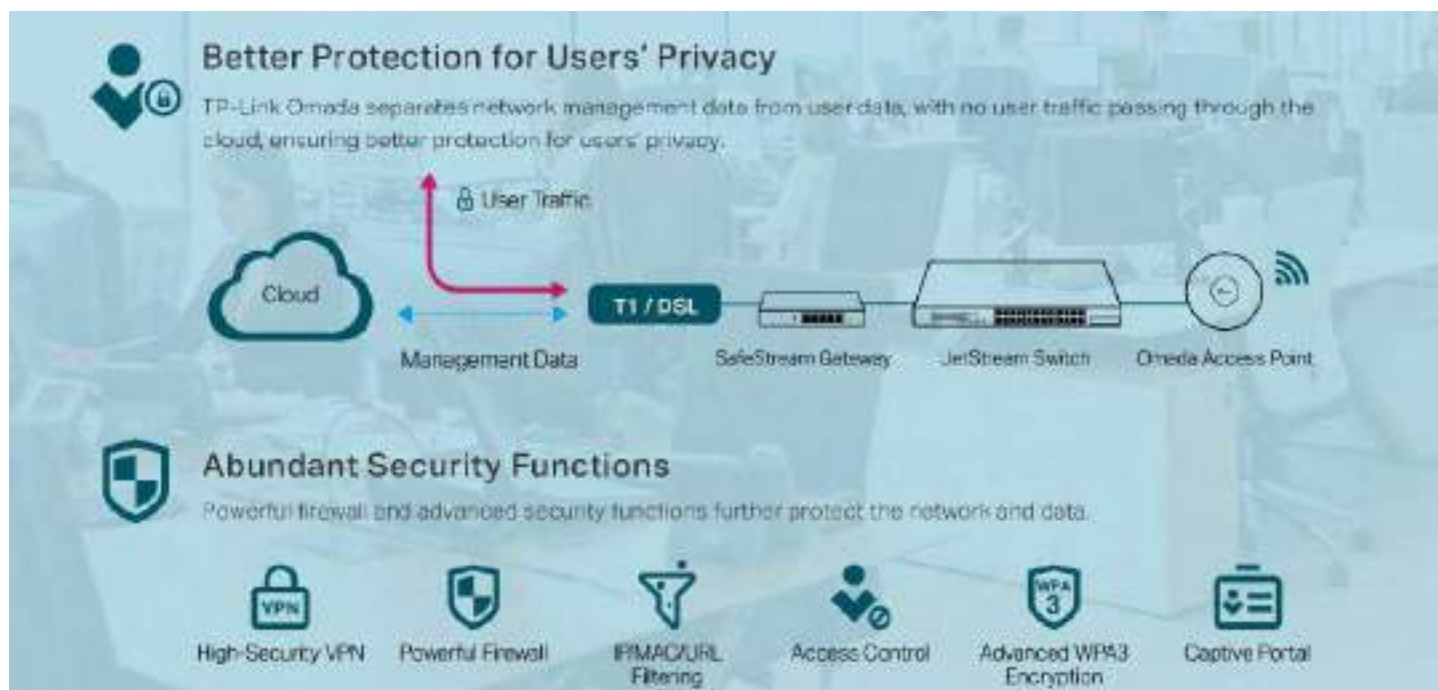 Better Protection for Users' Privacy
TP-Link Omada separates network management data from user data, with no user traffic passing through the
cloud, ensuring better protection for users' privacy.
User Traffic
Cloud
T1 / DSL
Management Data
SafeStream Gateway
JetStream Switch
Omada Access Point
Abundant Security Functions
Powerful firewall and advanced security functions further protect the network and data.
VPN
WPA
3
High-Security VPN
Powerful Firewall
IP/MAC/URL
Filtering
Access Control
Advanced WPA3
Encryption
Captive Portal